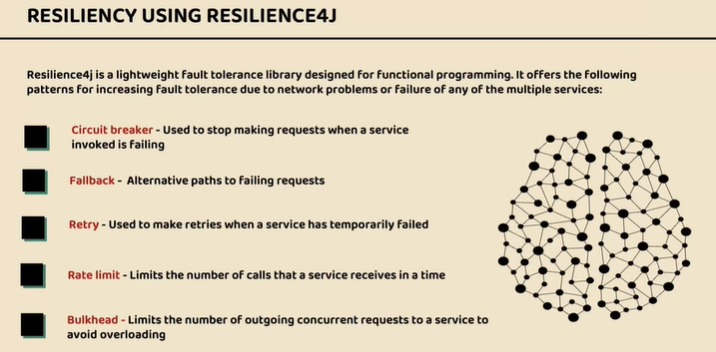 RESILIENCY USING RESILIENCE4J
Resilience4j is a lightweight fault tolerance library designed for functional programming. It offers the following
patterns for increasing fault tolerance due to network problems or failure of any of the multiple services:
Circuit breaker - Used to stop making requests when a service
invoked is failing
Fallback - Alternative paths to failing requests
Retry - Used to make retries when a service has temporarily failed
Rate limit - Limits the number of calls that a service receives in a time
Bulkhead - Limits the number of outgoing concurrent requests to a service to
avoid overloading